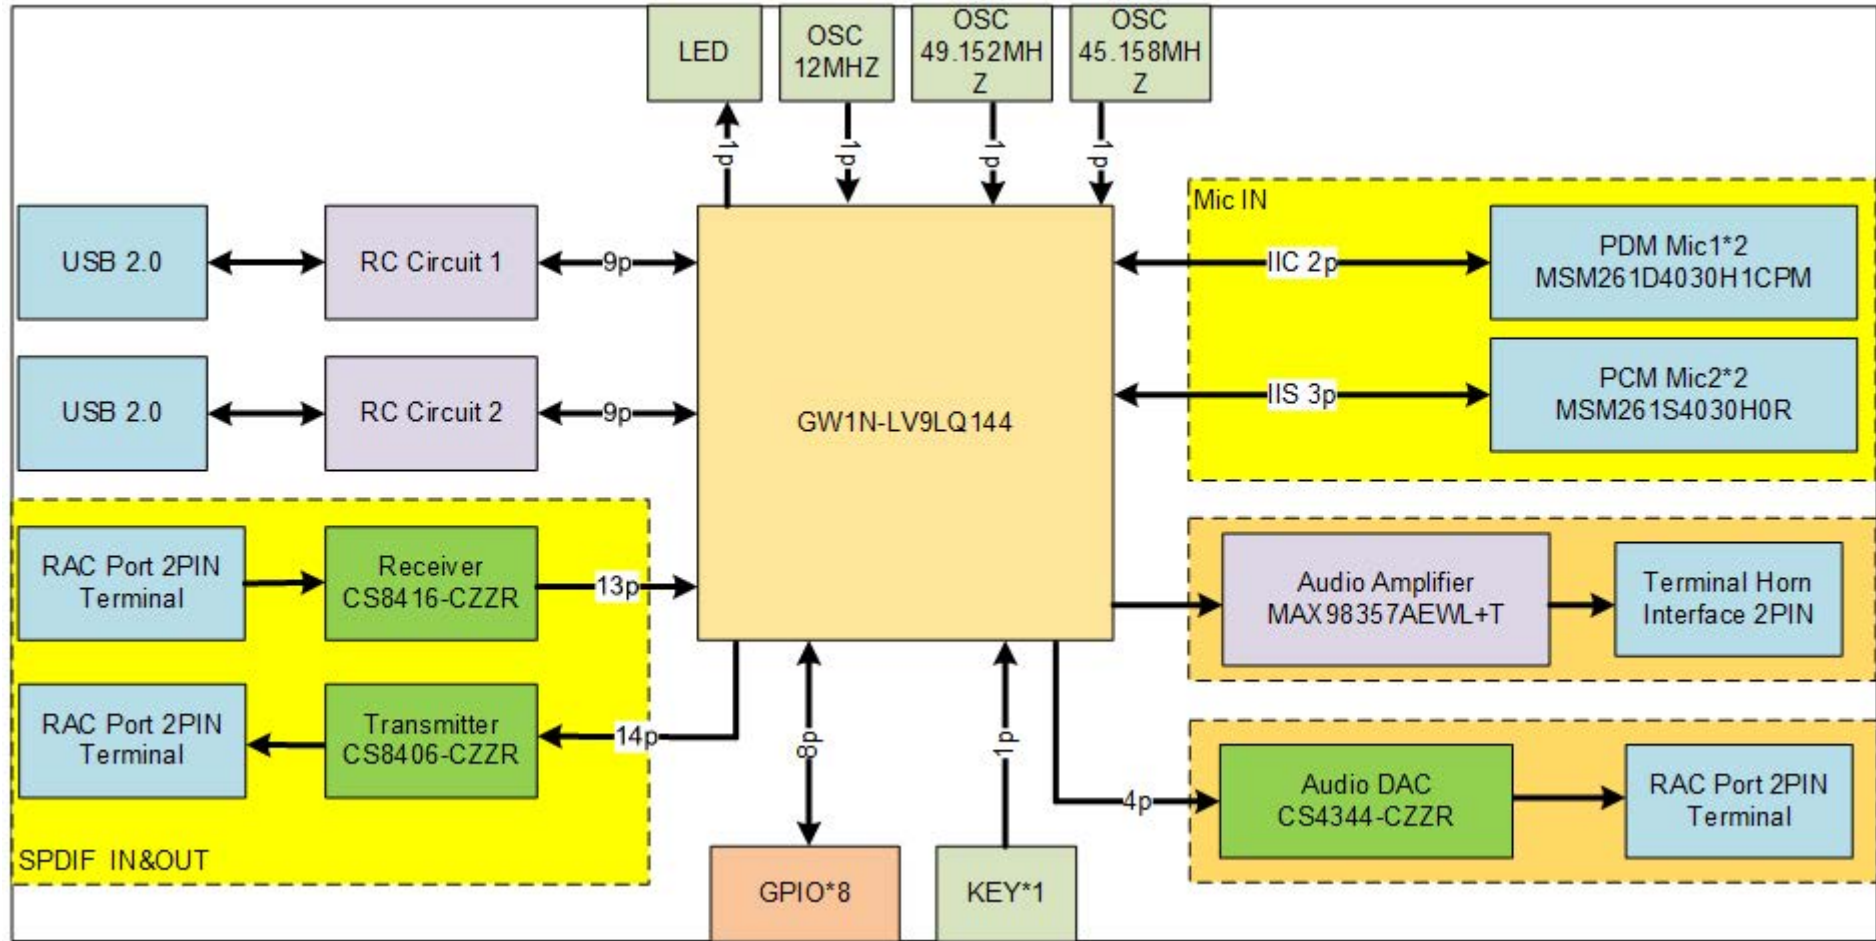 LED
OSC
12MHZ
OSC
49.152MH
Z
OSC
45.158MH
Z
1p
1p
1p
1p
USB 2.0
RC Circuit 1
9p
USB 2.0
RC Circuit 2
9p
GW1N-LV9LQ144
Mic IN
IIC 2p
PDM Mic1*2
MSM261D4030H1CPM
IIS 3p
PCM Mic2*2
MSM261S4030H0R
RAC Port 2PIN
Terminal
Receiver
CS8416-CZZR
13p
RAC Port 2PIN
Terminal
Transmitter
CS8406-CZZR
14p
SPDIF IN&OUT
8p
1p
GPIO*8
KEY*1
Audio Amplifier
MAX98357AEWL+T
Terminal Horn
Interface 2PIN
4p
Audio DAC
CS4344-CZZR
RAC Port 2PIN
Terminal